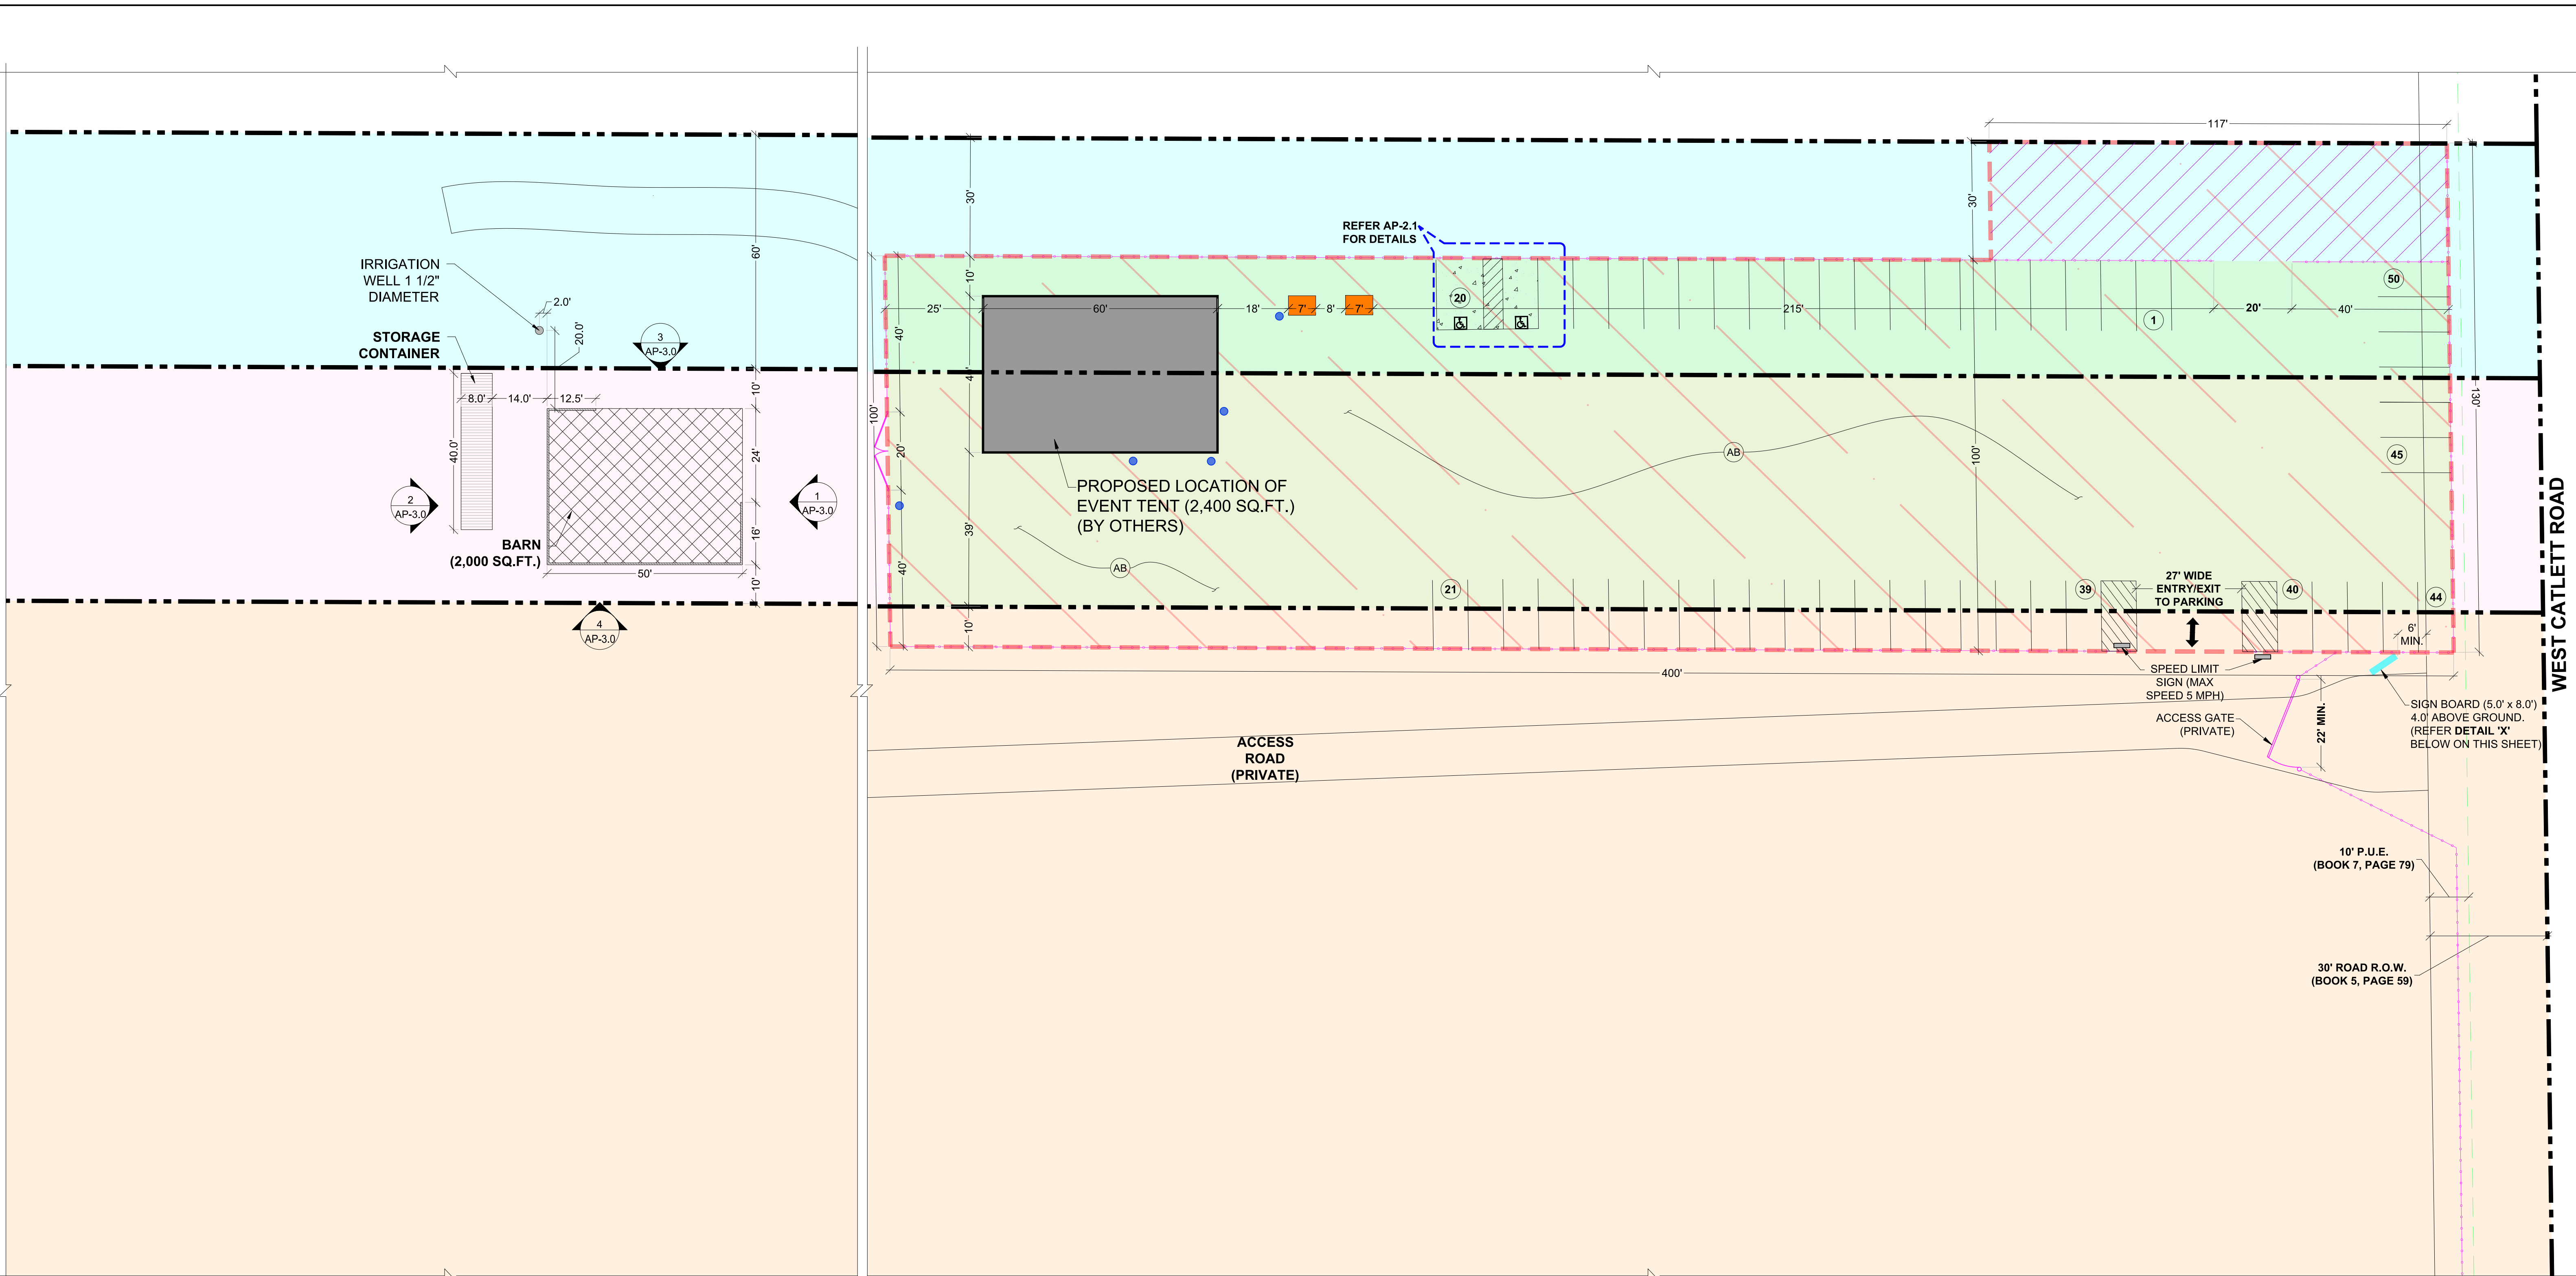 117'
60'
30'
30'
REFER AP-2.1
FOR DETAILS
IRRIGATION
WELL 1 1/2"
DIAMETER
2.0'
20.0'
STORAGE
CONTAINER
3
AP-3.0
10'
25'
60'
18'
7'
8'
7'
20
215'
1
20'
40'
50
40'
40'
8.0'
14.0'
12.5'
10'
100'
130'
40.0'
24'
20'
AB
100'
45
2
AP-3.0
1
AP-3.0
PROPOSED LOCATION OF
EVENT TENT (2,400 SQ.FT.)
(BY OTHERS)
39'
BARN
(2,000 SQ.FT.)
16'
50'
10'
40'
AB
21
39
27' WIDE
ENTRY/EXIT
TO PARKING
40
44
WEST CATLETT ROAD
4
AP-3.0
10'
6'
MIN.
400'
SPEED LIMIT
SIGN (MAX
SPEED 5 MPH)
ACCESS GATE
(PRIVATE)
22' MIN.
SIGN BOARD (5.0' x 8.0')
4.0' ABOVE GROUND.
(REFER DETAIL 'X'
BELOW ON THIS SHEET)
ACCESS
ROAD
(PRIVATE)
10' P.U.E.
(BOOK 7, PAGE 79)
30' ROAD R.O.W.
(BOOK 5, PAGE 59)